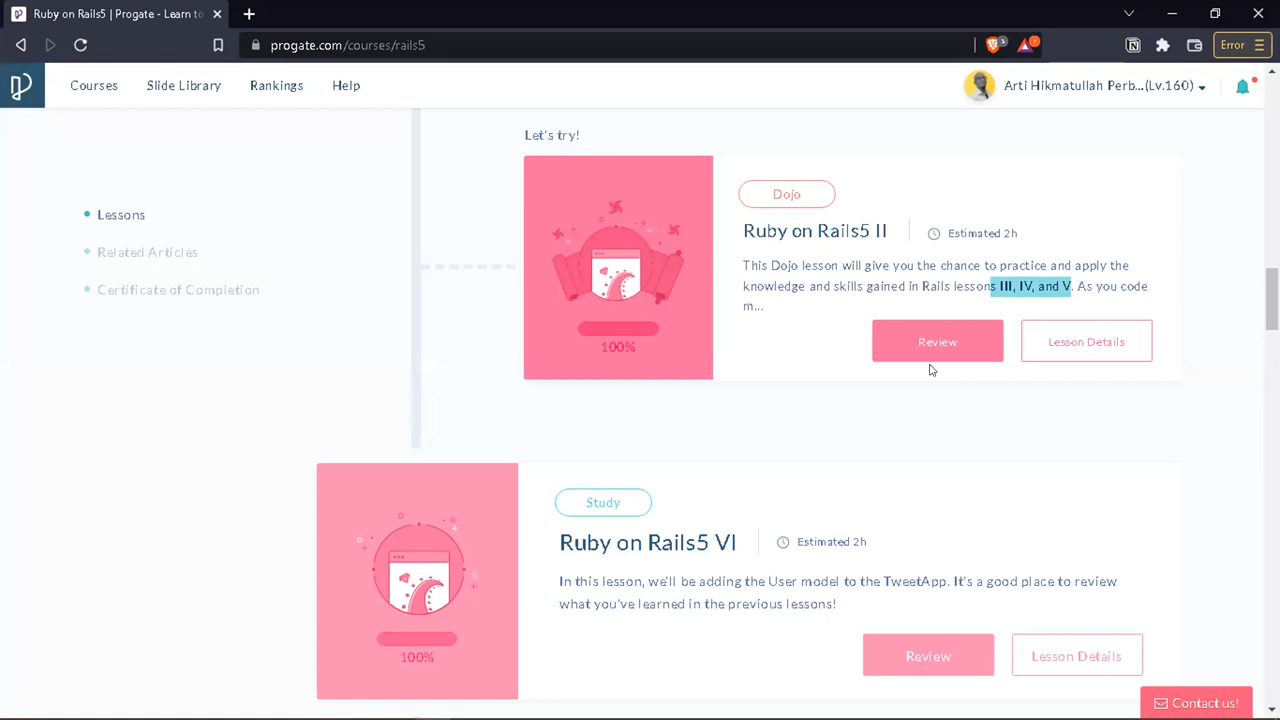 Ruby on Rails5 | Progate - Learn to
progate.com/courses/rails5
Error
Courses
Slide Library
Rankings
Help
Arti Hikmatullah Perb...(Lv.160)
Let's try!
Lessons
Related Articles
Certificate of Completion
Dojo
Ruby on Rails5 II
Estimated 2h
This Dojo lesson will give you the chance to practice and apply the
knowledge and skills gained in Rails lessons III, IV, and V. As you code
m...
100%
Review
Lesson Details
Study
Ruby on Rails5 VI
Estimated 2h
In this lesson, we'll be adding the User model to the TweetApp. It's a good place to review
what you've learned in the previous lessons!
100%
Review
Lesson Details
Contact us!